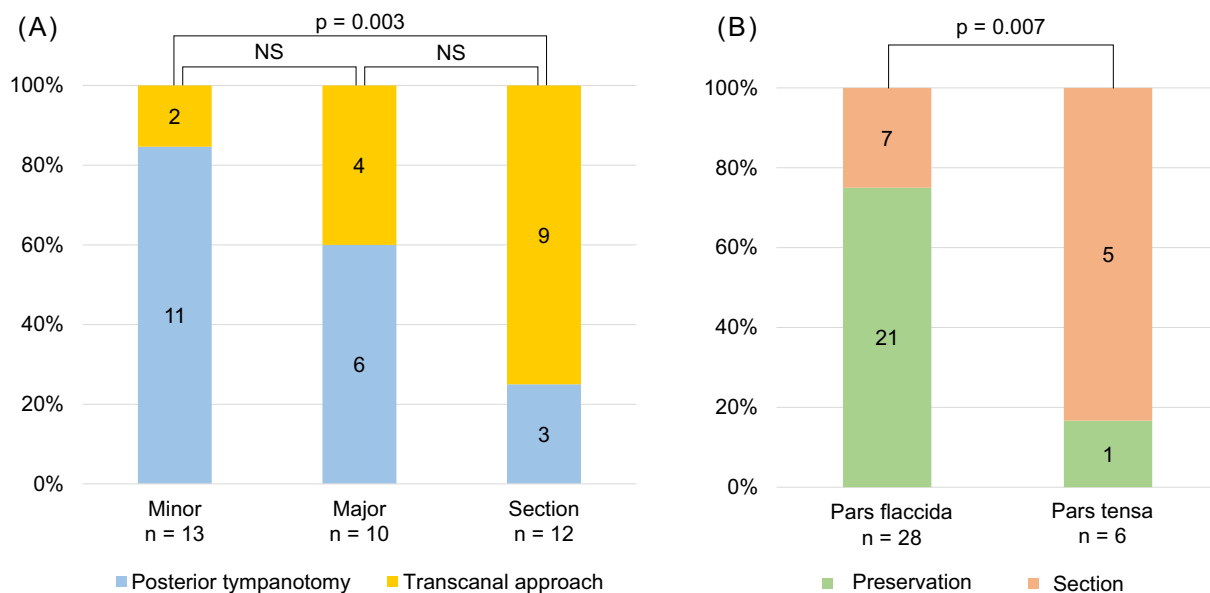 (A)
p = 0.003
NS NS
100%
80%
60%
40%
20%
0%
2
11
4
6
9
3
Minor Major Section
n = 13 n = 10 n = 12
Posterior tympanotomy Transcanal approach
(B)
p = 0.007
100%
80%
60%
40%
20%
0%
7
21
5
1
Pars flaccida Pars tensa
n = 28 n = 6
Preservation Section